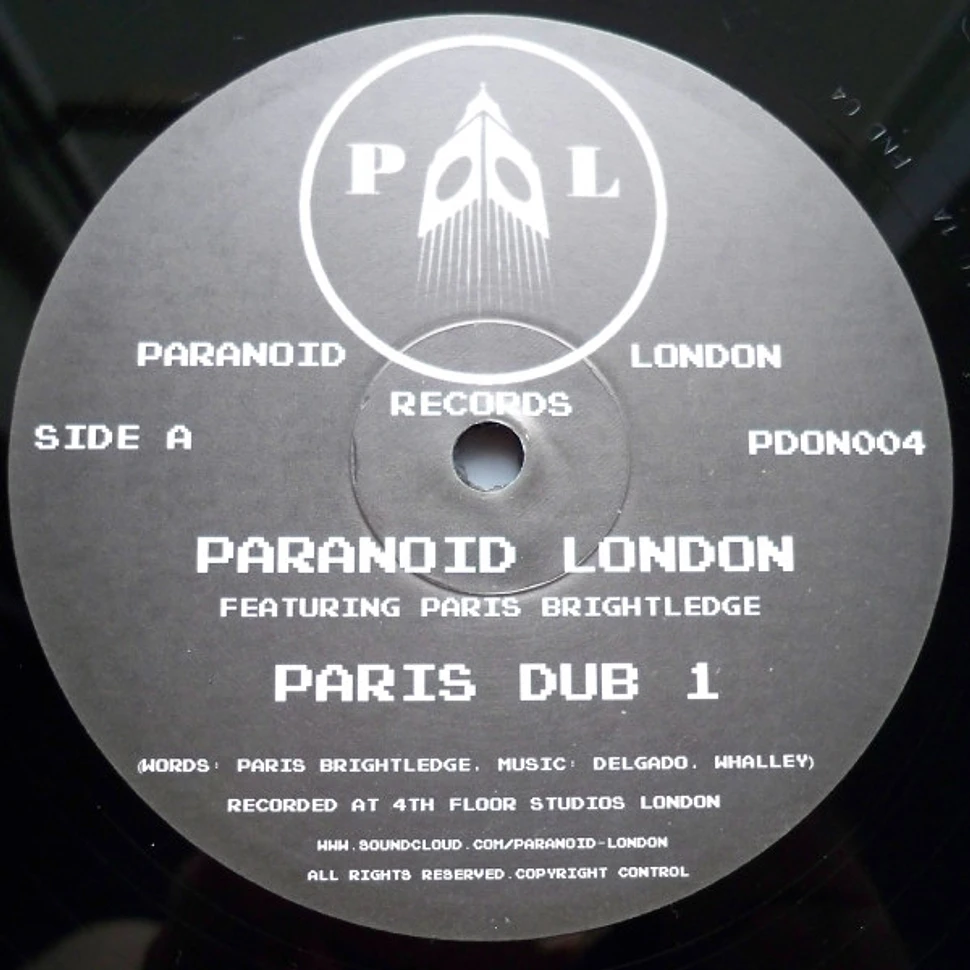 P L
PARANOID LONDON
RECORDS
SIDE A PDON004
PARANOID LONDON
FEATURING PARIS BRIGHTLEDGE
PARIS DUB 1
(WORDS: PARIS BRIGHTLEDGE. MUSIC: DELGADO. WHALLEY)
RECORDED AT 4TH FLOOR STUDIOS LONDON
WWW.SOUNDCLOUD.COM/PARANOID-LONDON
ALL RIGHTS RESERVED.COPYRIGHT CONTROL